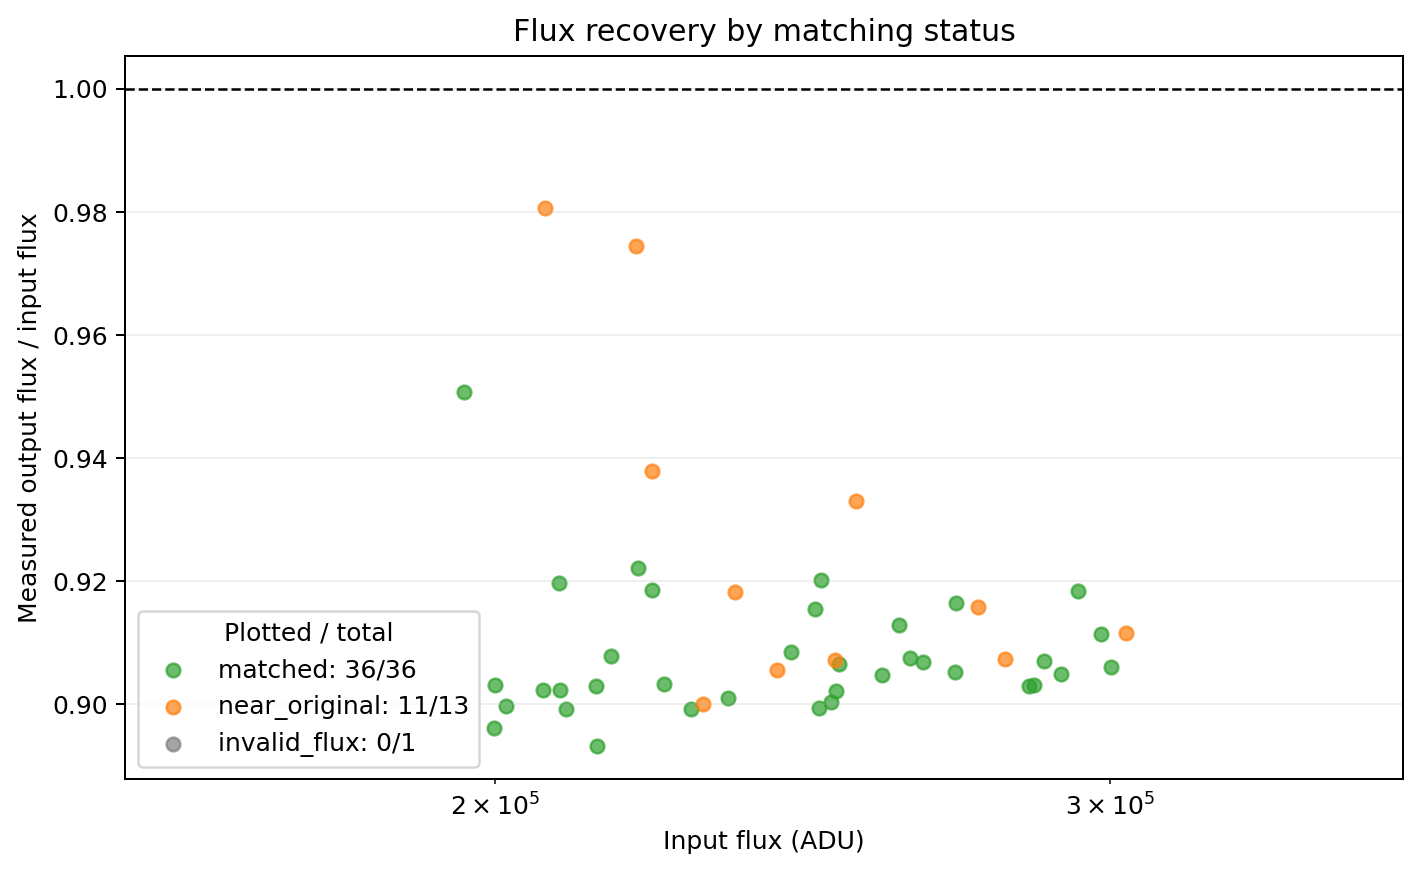 Flux recovery by matching status
Measured output flux / input flux
1.00
0.98
0.96
0.94
0.92
0.90
Plotted / total
matched: 36/36
near_original: 11/13
invalid_flux: 0/1
2 × 10⁵
3 × 10⁵
Input flux (ADU)